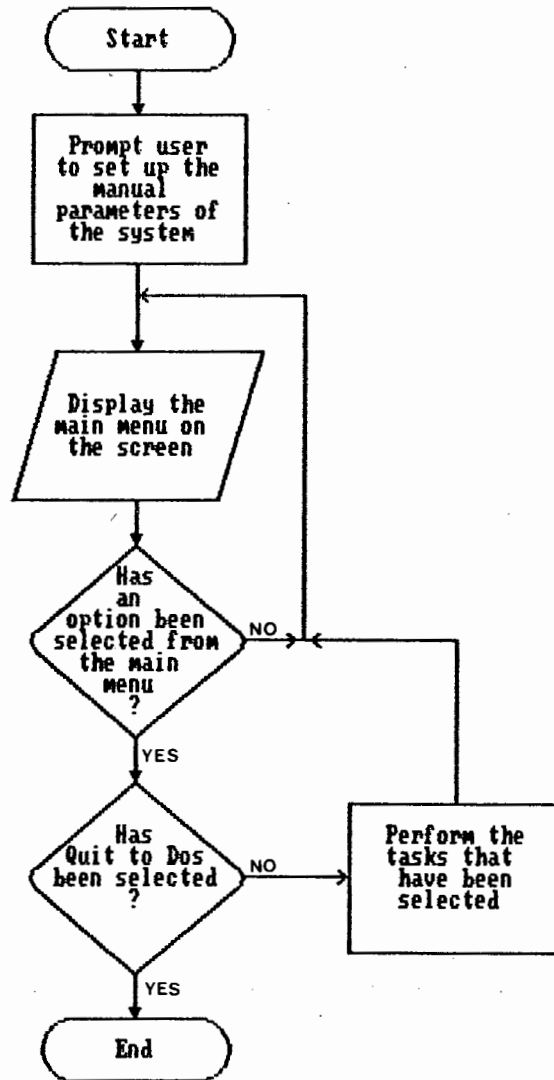 Start
Prompt user
to set up the
manual
parameters of
the system
Display the
main menu on
the screen
Has
an
option been
selected from
the main
menu
?
NO
YES
Has
Quit to Dos
been selected
?
NO
Perform the
tasks that
have been
selected
YES
End